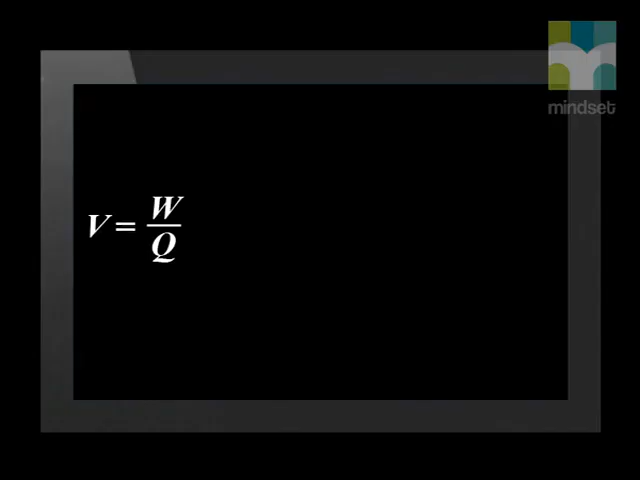 mindset
V = W/Q